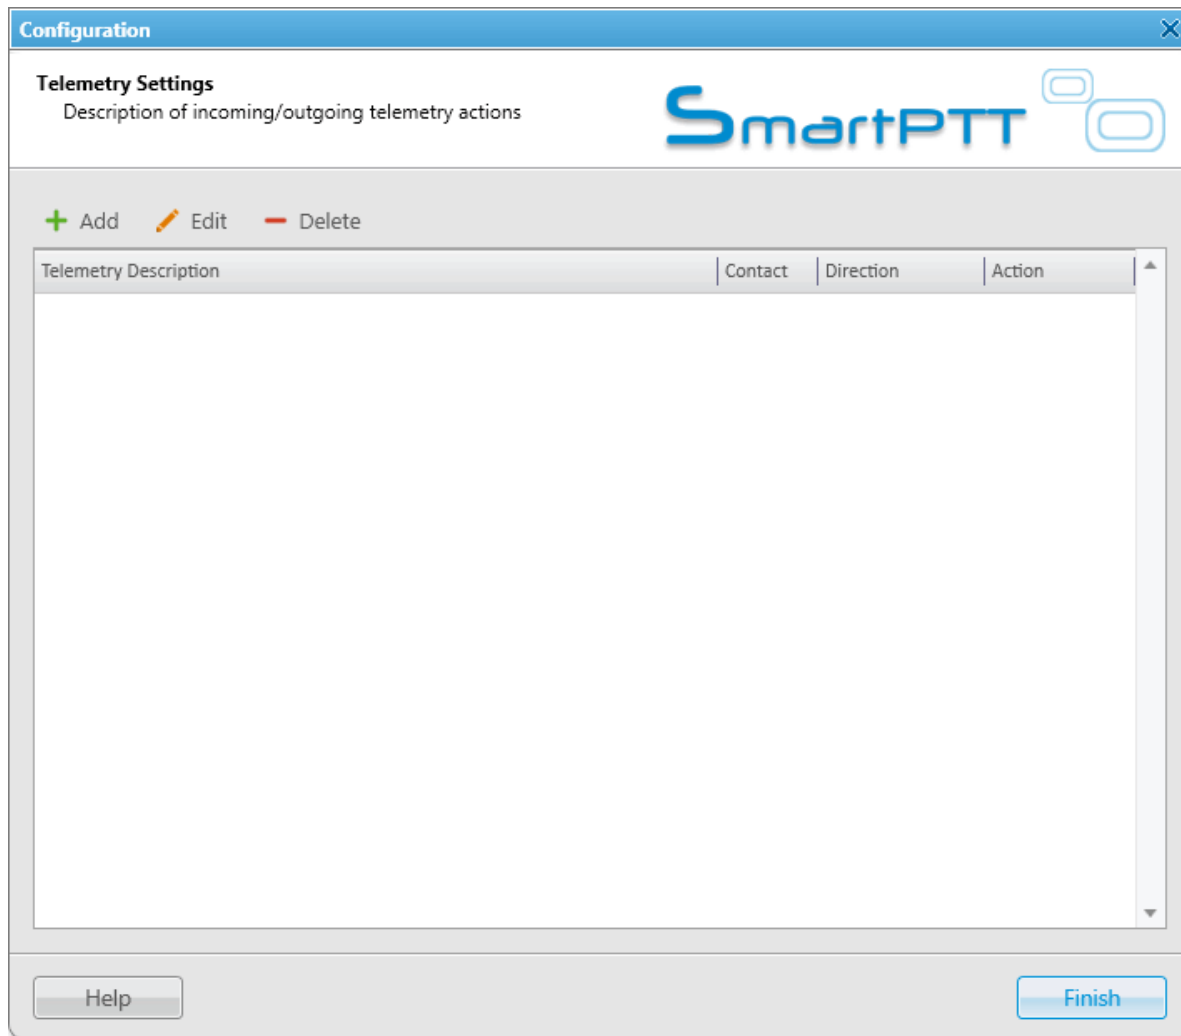 Configuration
Telemetry Settings
Description of incoming/outgoing telemetry actions
SmartPTT
Add Edit Delete
Telemetry Description Contact Direction Action
Help Finish